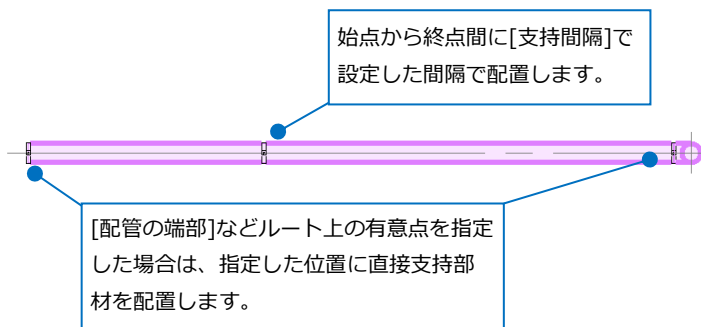 始点から終点間に[支持間隔]で
設定した間隔で配置します。
[配管の端部]などルート上の有意点を指定
した場合は、指定した位置に直接支持部
材を配置します。